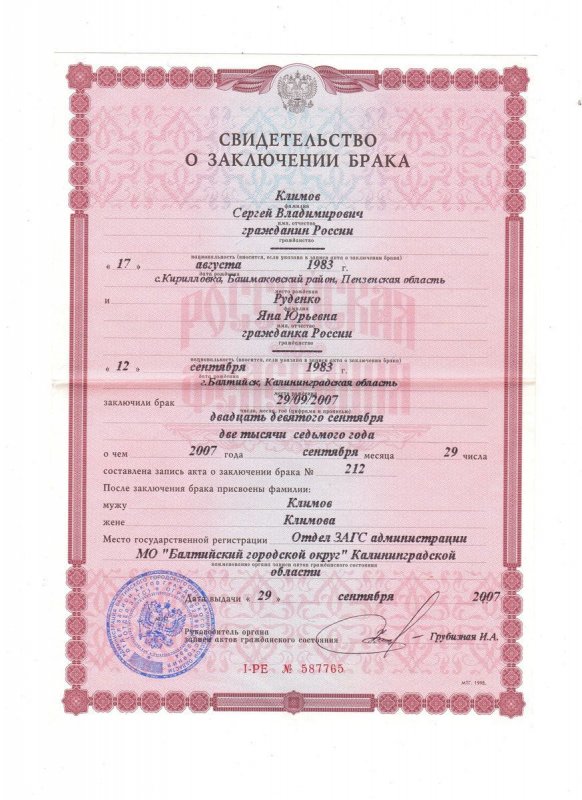 СВИДЕТЕЛЬСТВО
О ЗАКЛЮЧЕНИИ БРАКА
Климов
фамилия
Сергей Владимирович
имя, отчество
гражданин России
гражданство
национальность (вносится, если указана в записи акта о заключении брака)
« 17 » августа 1983 г.
дата рождения
с.Кирилловка, Башмаковский район, Пензенская область
место рождения
и Руденко
фамилия
Яна Юрьевна
имя, отчество
гражданка России
гражданство
национальность (вносится, если указана в записи акта о заключении брака)
« 12 » сентября 1983 г.
дата рождения
г.Балтийск, Калининградская область
место рождения
заключили брак 29/09/2007
число, месяц, год (цифрами и прописью)
двадцать девятого сентября
две тысячи седьмого года
о чем 2007 года сентября месяца 29 числа
составлена запись акта о заключении брака № 212
После заключения брака присвоены фамилии:
мужу Климов
жене Климова
Место государственной регистрации Отдел ЗАГС администрации
МО "Балтийский городской округ" Калининградской
наименование органа записи актов гражданского состояния
области
Дата выдачи « 29 » сентября 2007
Руководитель органа
записи актов гражданского состояния Грубизная И.А.
I-РЕ № 587765
МПГ. 1998.
РОССИЙСКАЯ
ФЕДЕРАЦИЯ